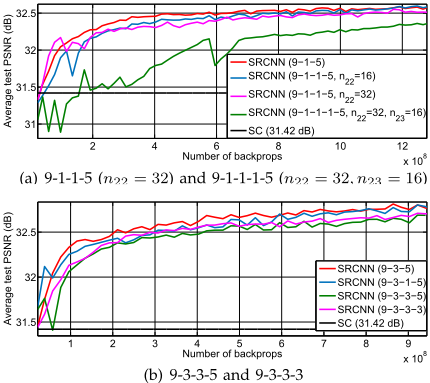 Average test PSNR (dB)
32.5
32
31.5
31
SRCNN (9-1-5)
SRCNN (9-1-1-5, n22=16)
SRCNN (9-1-1-5, n22=32)
SRCNN (9-1-1-1-5, n22=32, n23=16)
SC (31.42 dB)
2 4 6 8 10 12
Number of backprops
x 10^8
(a) 9-1-1-5 (n22 = 32) and 9-1-1-1-5 (n22 = 32, n23 = 16)
Average test PSNR (dB)
32.5
32
31.5
SRCNN (9-3-5)
SRCNN (9-3-1-5)
SRCNN (9-3-3-5)
SRCNN (9-3-3-3)
SC (31.42 dB)
1 2 3 4 5 6 7 8 9
Number of backprops
x 10^8
(b) 9-3-3-5 and 9-3-3-3